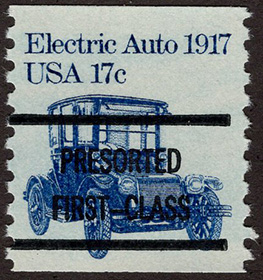 Electric Auto 1917
USA 17c
PRESORTED
FIRST-CLASS